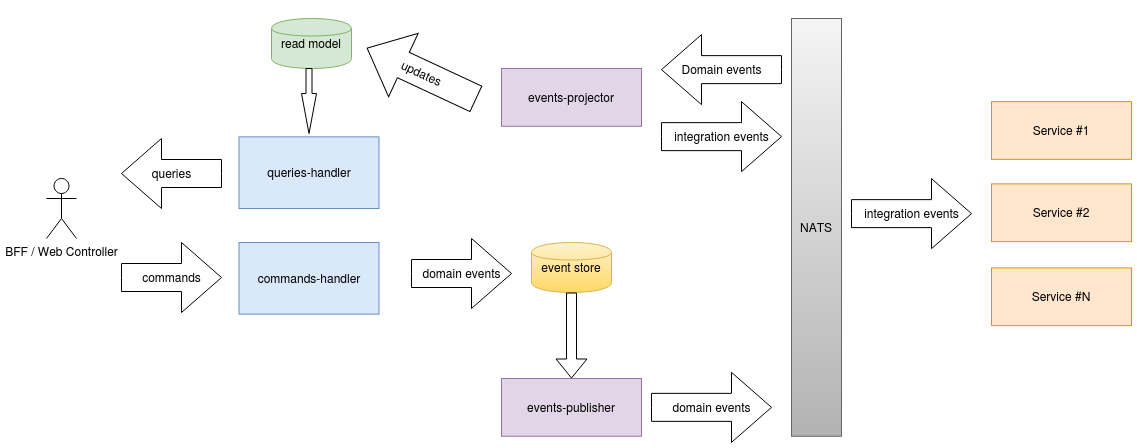 read model
updates
events-projector
Domain events
integration events
queries
queries-handler
BFF / Web Controller
commands
commands-handler
domain events
event store
events-publisher
domain events
NATS
integration events
Service #1
Service #2
Service #N